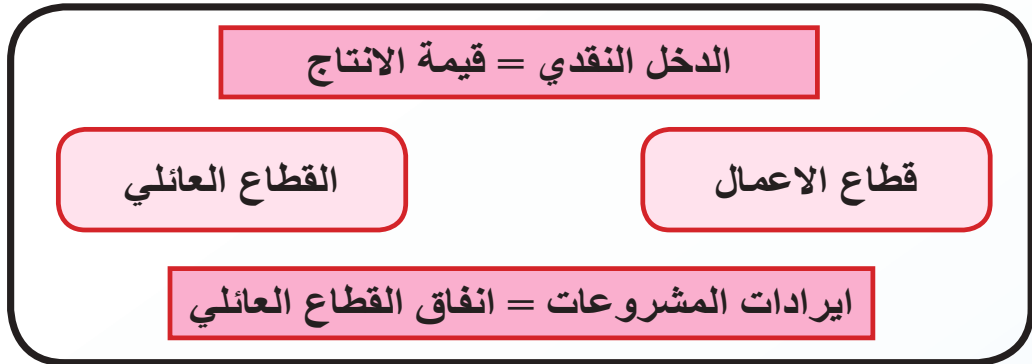 الدخل النقدي = قيمة الانتاج
قطاع الاعمال
القطاع العائلي
ايرادات المشروعات = انفاق القطاع العائلي